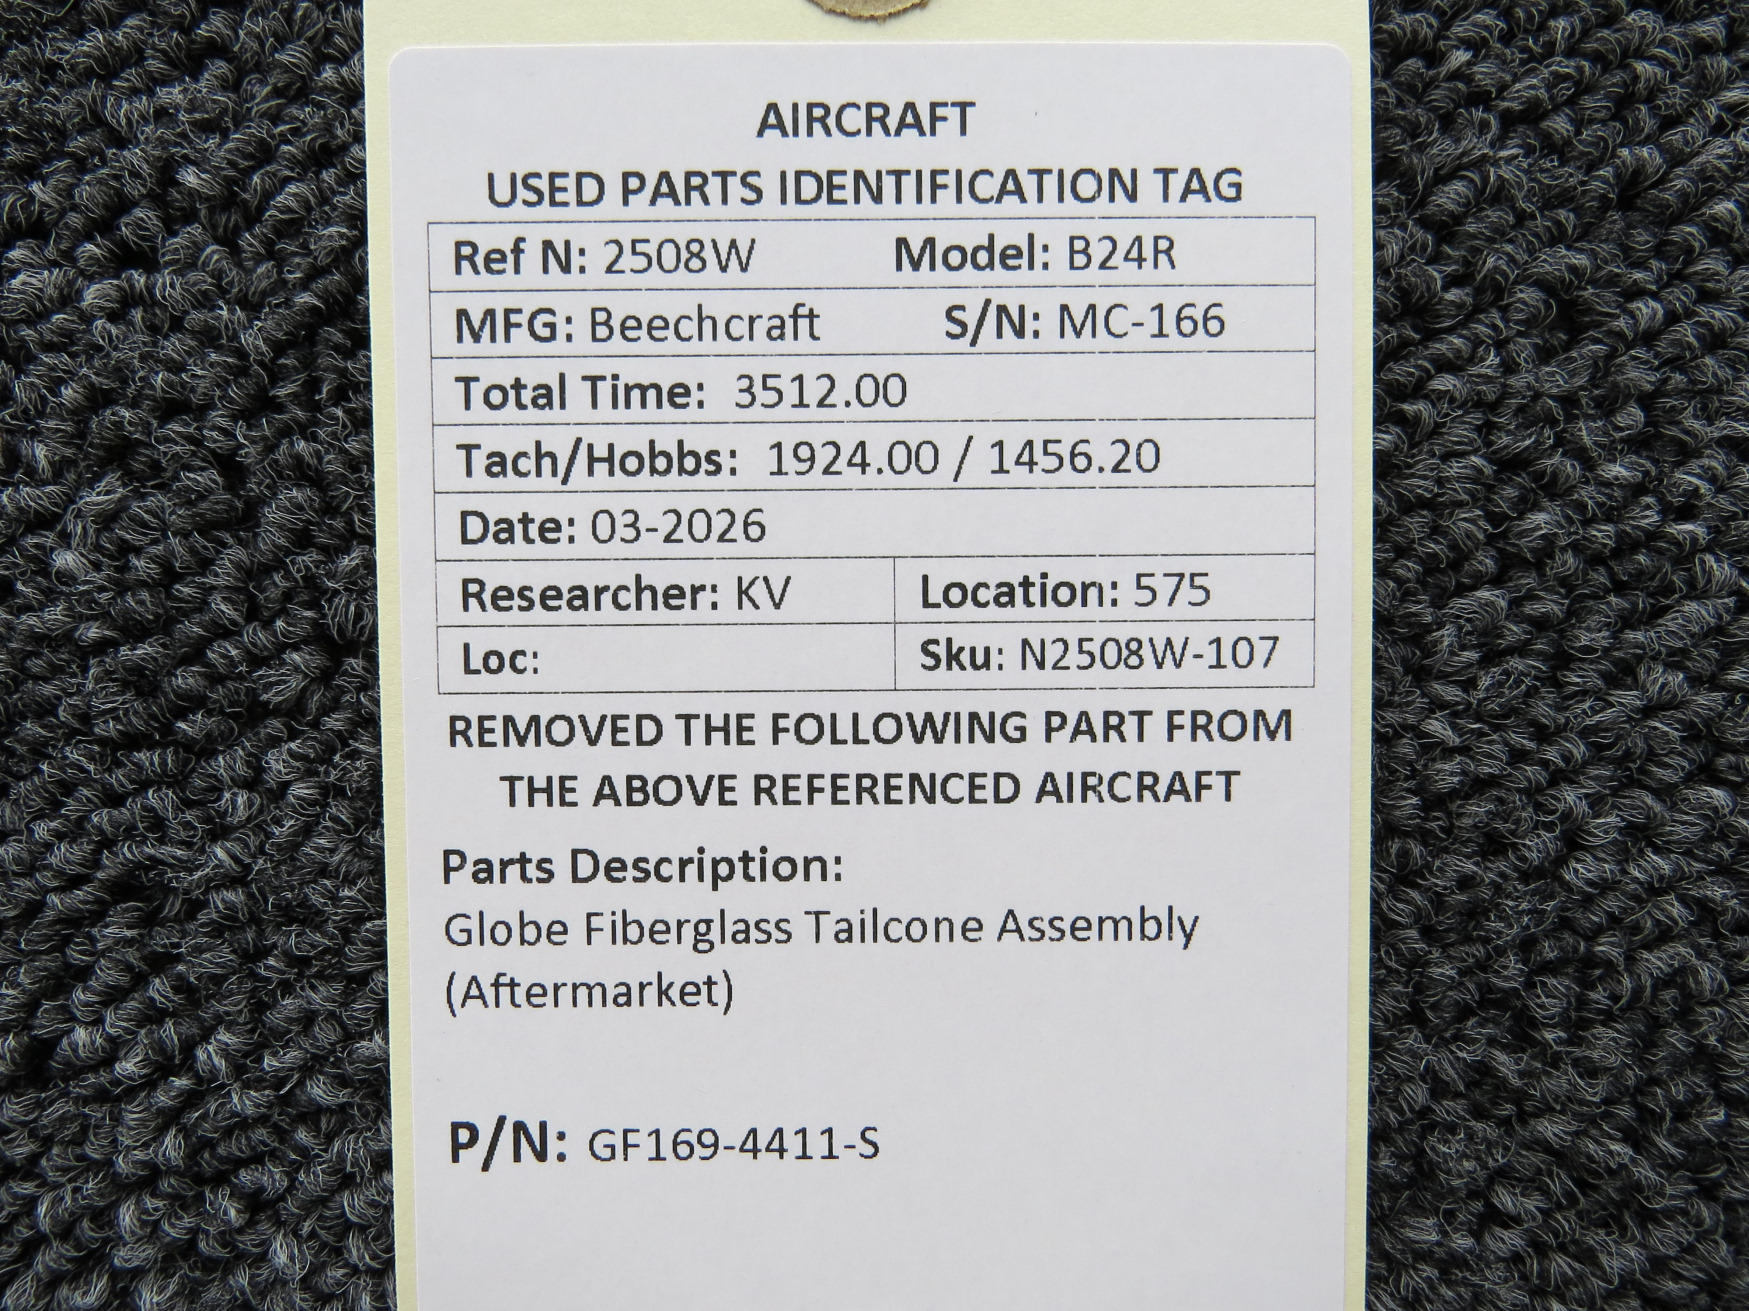 AIRCRAFT
USED PARTS IDENTIFICATION TAG
Ref N: 2508W Model: B24R
MFG: Beechcraft S/N: MC-166
Total Time: 3512.00
Tach/Hobbs: 1924.00 / 1456.20
Date: 03-2026
Researcher: KV Location: 575
Loc: Sku: N2508W-107
REMOVED THE FOLLOWING PART FROM
THE ABOVE REFERENCED AIRCRAFT
Parts Description:
Globe Fiberglass Tailcone Assembly
(Aftermarket)
P/N: GF169-4411-S